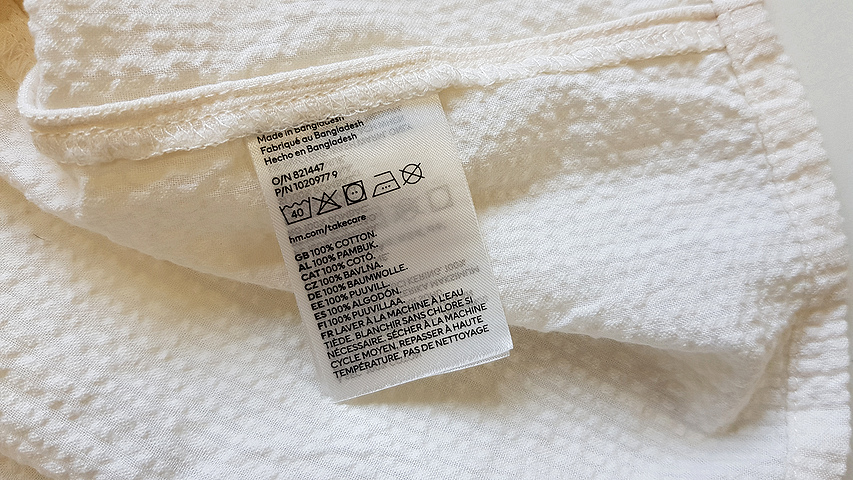 Made in Bangladesh
Fabriqué au Bangladesh
Hecho en Bangladesh
O/N 821447
P/N 1020977 9
40
hm.com/takecare
GB 100% COTTON.
AL 100% PAMBUK.
CAT 100% COTÓ.
CZ 100% BAVLNA.
DE 100% BAUMWOLLE.
EE 100% PUUVILL.
ES 100% ALGODÓN.
FI 100% PUUVILLAA.
FR LAVER À LA MACHINE À L'EAU
TIÈDE. BLANCHIR SANS CHLORE SI
NÉCESSAIRE. SÉCHER À LA MACHINE
CYCLE MOYEN. REPASSER À HAUTE
TEMPÉRATURE. PAS DE NETTOYAGE